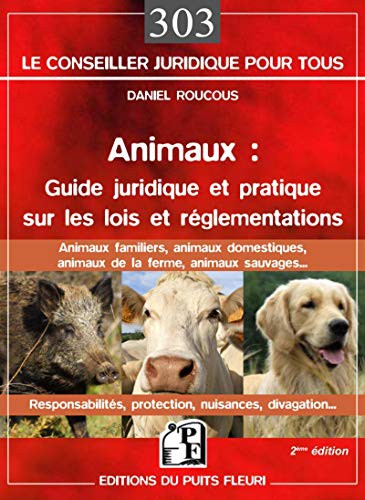 303
LE CONSEILLER JURIDIQUE POUR TOUS
DANIEL ROUCOUS
Animaux :
Guide juridique et pratique
sur les lois et réglementations
Animaux familiers, animaux domestiques,
animaux de la ferme, animaux sauvages...
Responsabilités, protection, nuisances, divagation...
P
F
2ème édition
EDITIONS DU PUITS FLEURI